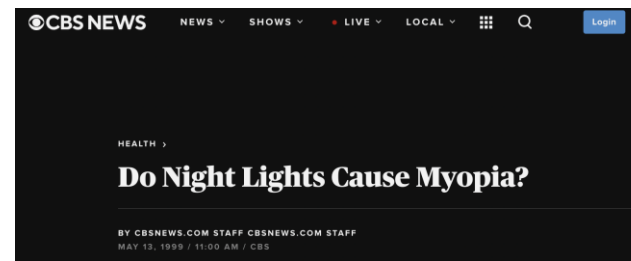 CBS NEWS NEWS SHOWS LIVE LOCAL Login
HEALTH ›
Do Night Lights Cause Myopia?
BY CBSNEWS.COM STAFF CBSNEWS.COM STAFF
MAY 13, 1999 / 11:00 AM / CBS